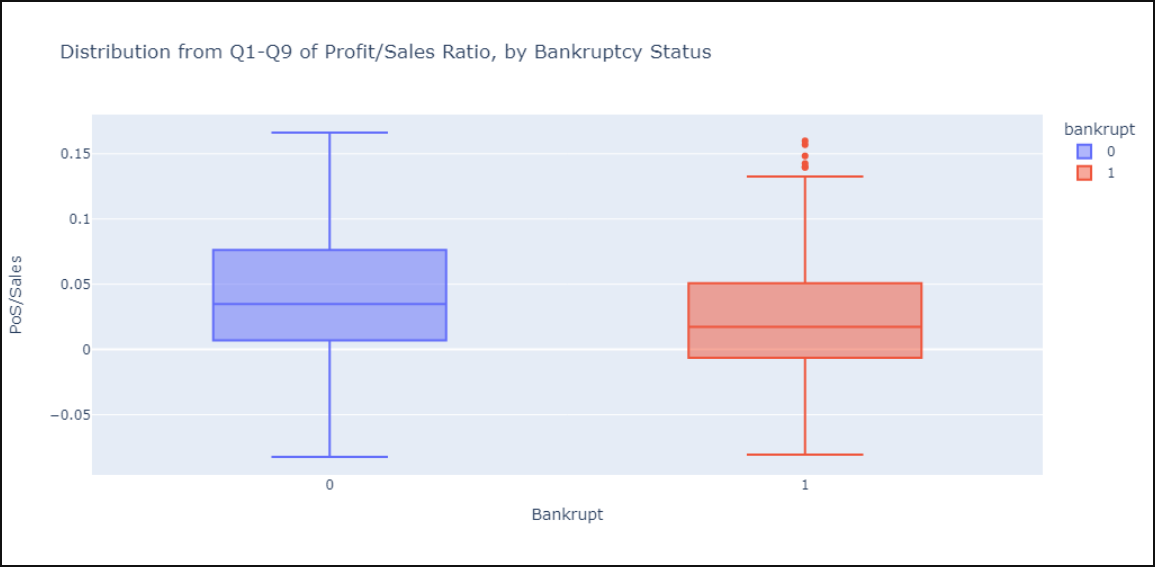 Distribution from Q1-Q9 of Profit/Sales Ratio, by Bankruptcy Status
bankrupt
0
1
PoS/Sales
0.15
0.1
0.05
0
−0.05
0
1
Bankrupt